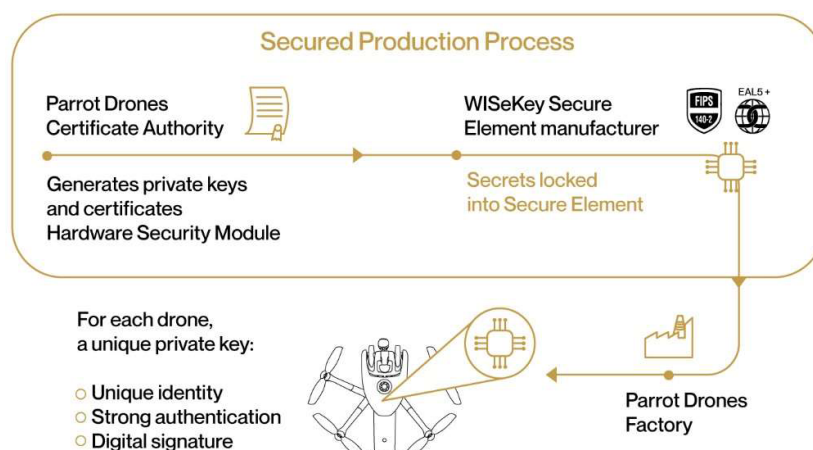 Secured Production Process
Parrot Drones
Certificate Authority
WISeKey Secure
Element manufacturer
FIPS
140-2
EAL5+
Generates private keys
and certificates
Hardware Security Module
Secrets locked
into Secure Element
For each drone,
a unique private key:
Unique identity
Strong authentication
Digital signature
Parrot Drones
Factory